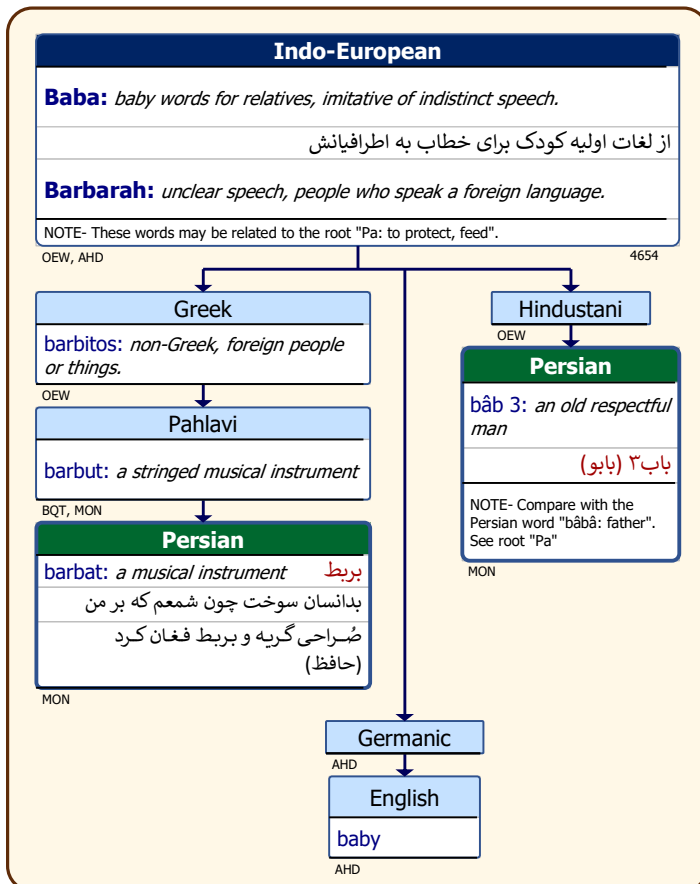 Indo-European
Baba: baby words for relatives, imitative of indistinct speech.
از لغات اولیه کودک برای خطاب به اطرافیانش
Barbarah: unclear speech, people who speak a foreign language.
NOTE- These words may be related to the root "Pa: to protect, feed".
OEW, AHD 4654
Greek
barbitos: non-Greek, foreign people
or things.
OEW
Pahlavi
barbut: a stringed musical instrument
BQT, MON
Persian
barbat: a musical instrument بربط
بدانسان سوخت چون شمعم که بر من
صُراحی گریه و بربط فغان کرد
(حافظ)
MON
Hindustani
OEW
Persian
bâb 3: an old respectful
man
باب۳ (بابو)
NOTE- Compare with the
Persian word "bâbâ: father".
See root "Pa"
MON
Germanic
AHD
English
baby
AHD